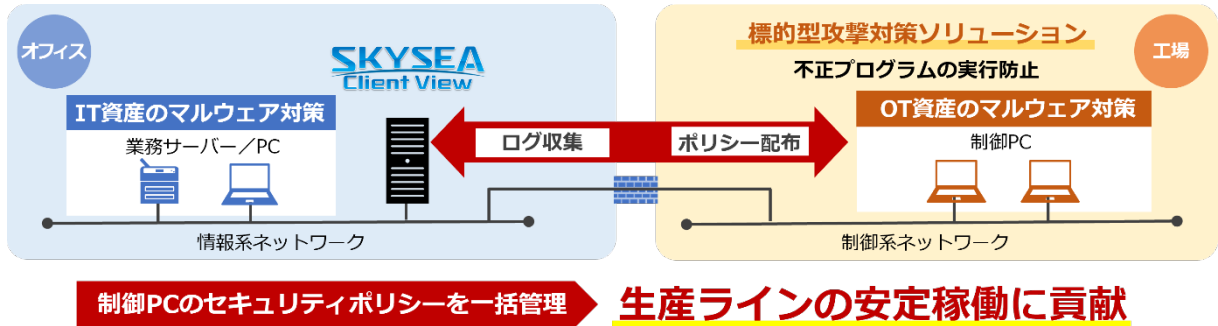 オフィス
SKYSEA
Client View
IT資産のマルウェア対策
業務サーバー／PC
情報系ネットワーク
ログ収集
ポリシー配布
標的型攻撃対策ソリューション
不正プログラムの実行防止
工場
OT資産のマルウェア対策
制御PC
制御系ネットワーク
制御PCのセキュリティポリシーを一括管理
生産ラインの安定稼働に貢献